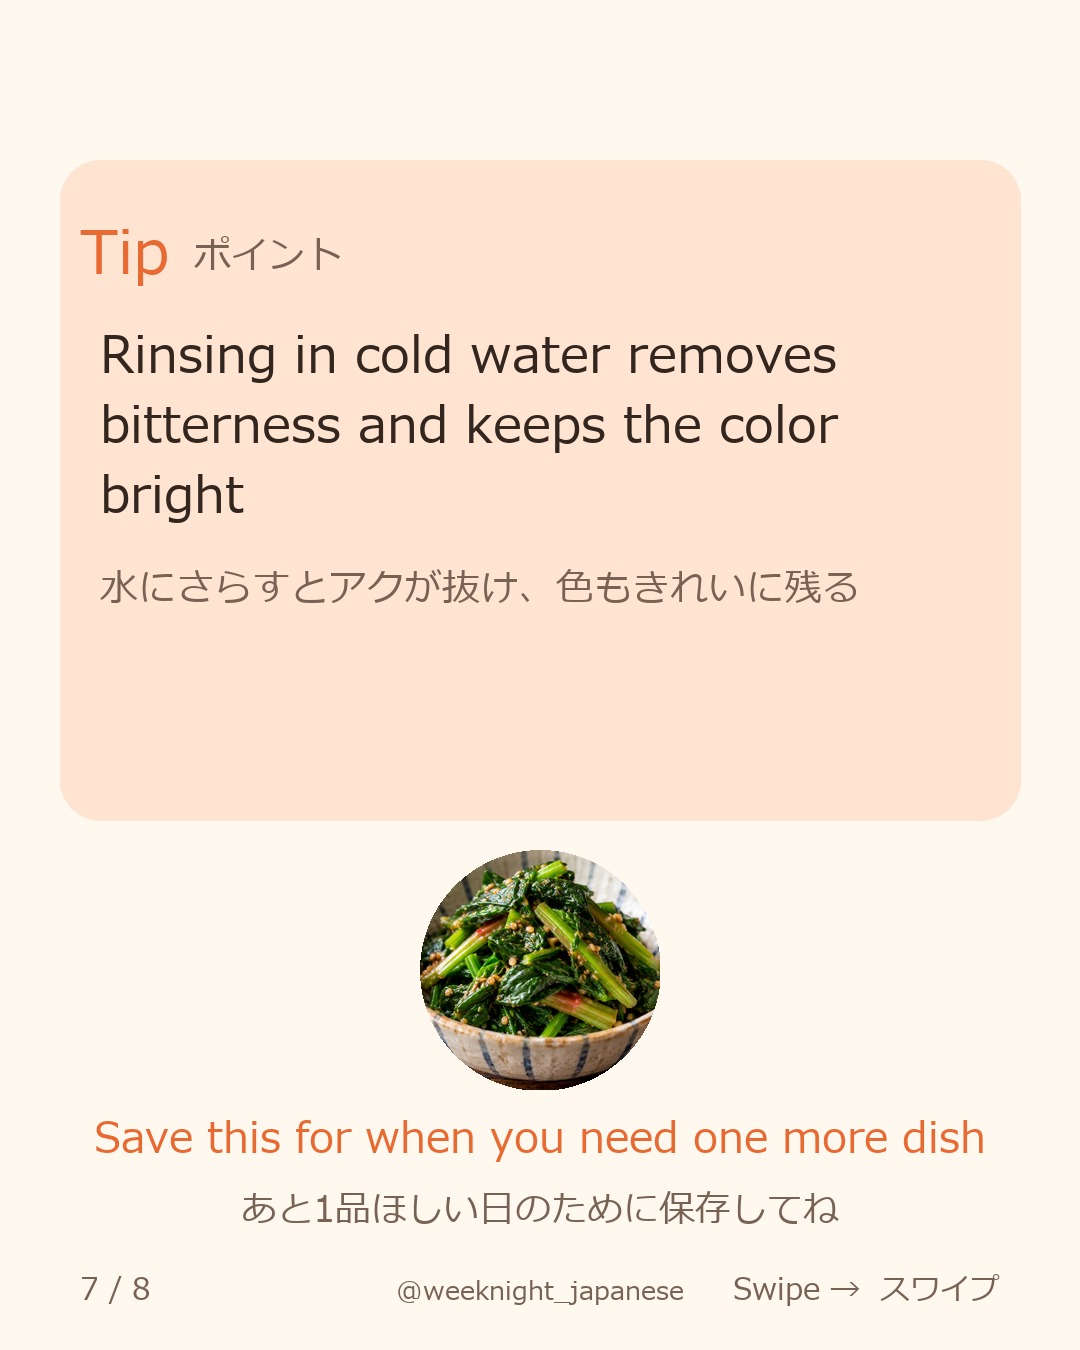 Tip ポイント
Rinsing in cold water removes
bitterness and keeps the color
bright
水にさらすとアクが抜け、色もきれいに残る
Save this for when you need one more dish
あと1品ほしい日のために保存してね
7 / 8 @weeknight_japanese Swipe → スワイプ